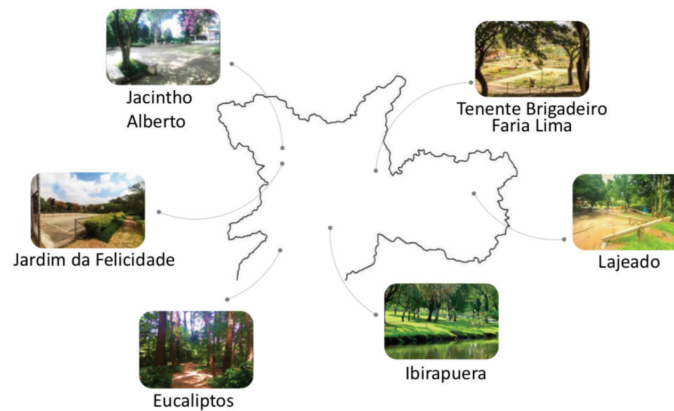 Jacintho
Alberto
Tenente Brigadeiro
Faria Lima
Jardim da Felicidade
Lajeado
Eucaliptos
Ibirapuera